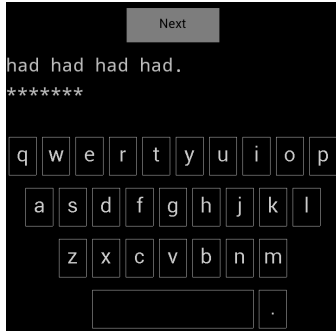 Next
had had had had.
*******
q w e r t y u i o p
a s d f g h j k l
z x c v b n m
.